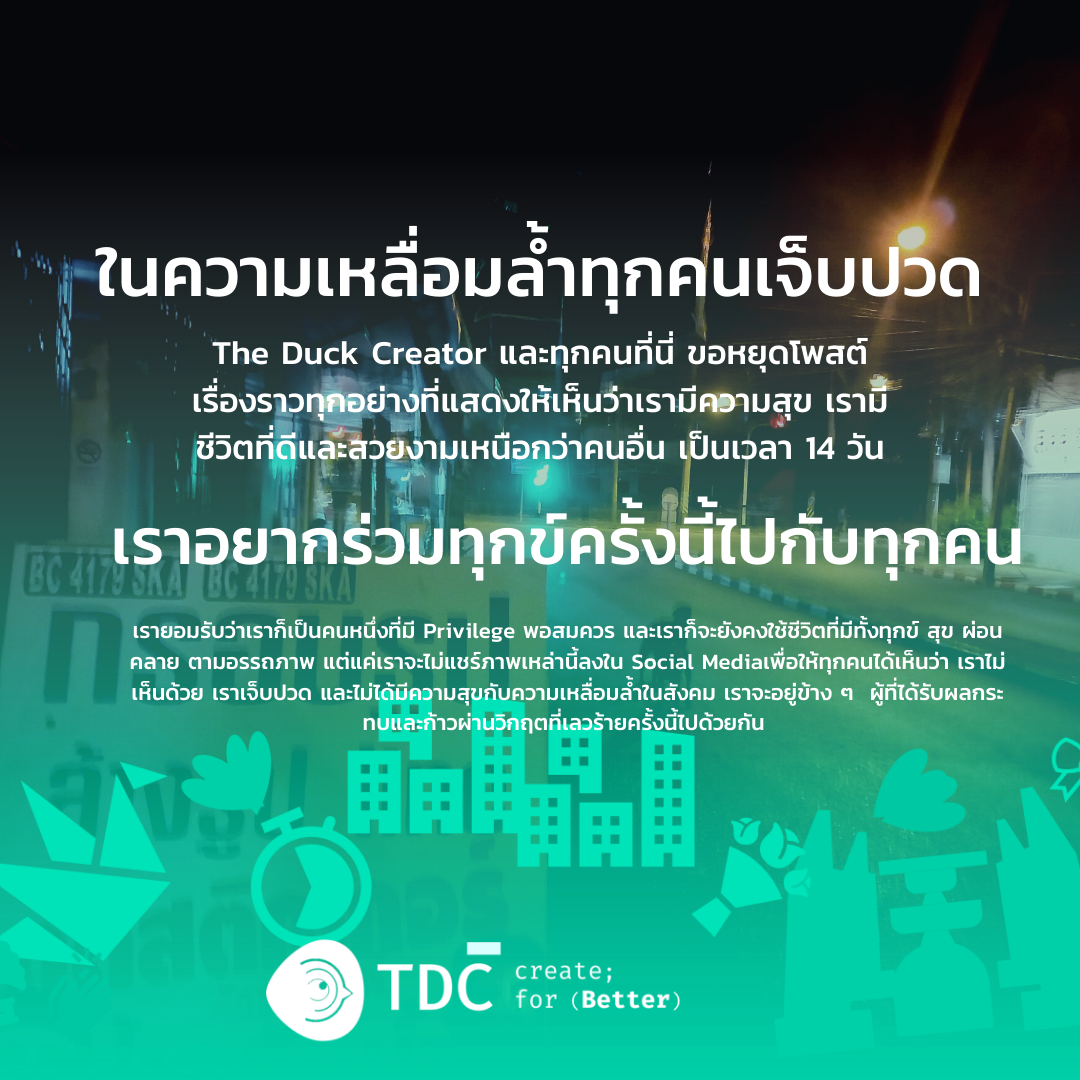 ในความเหลื่อมล้ำทุกคนเจ็บปวด
The Duck Creator และทุกคนที่นี่ ขอหยุดโพสต์
เรื่องราวทุกอย่างที่แสดงให้เห็นว่าเรามีความสุข เรามี
ชีวิตที่ดีและสวยงามเหนือกว่าคนอื่น เป็นเวลา 14 วัน
เราอยากร่วมทุกข์ครั้งนี้ไปกับทุกคน
BC 4179 SKA BC 4179 SKA
เรายอมรับว่าเราก็เป็นคนหนึ่งที่มี Privilege พอสมควร และเราก็จะยังคงใช้ชีวิตที่มีทั้งทุกข์ สุข ผ่อน
คลาย ตามอรรถภาพ แต่แค่เราจะไม่แชร์ภาพเหล่านี้ลงใน Social Mediaเพื่อให้ทุกคนได้เห็นว่า เราไม่
เห็นด้วย เราเจ็บปวด และไม่ได้มีความสุขกับความเหลื่อมล้ำในสังคม เราจะอยู่ข้าง ๆ ผู้ที่ได้รับผลกระ
ทบและก้าวผ่านวิกฤตที่เลวร้ายครั้งนี้ไปด้วยกัน
TDC
create;
for (Better)